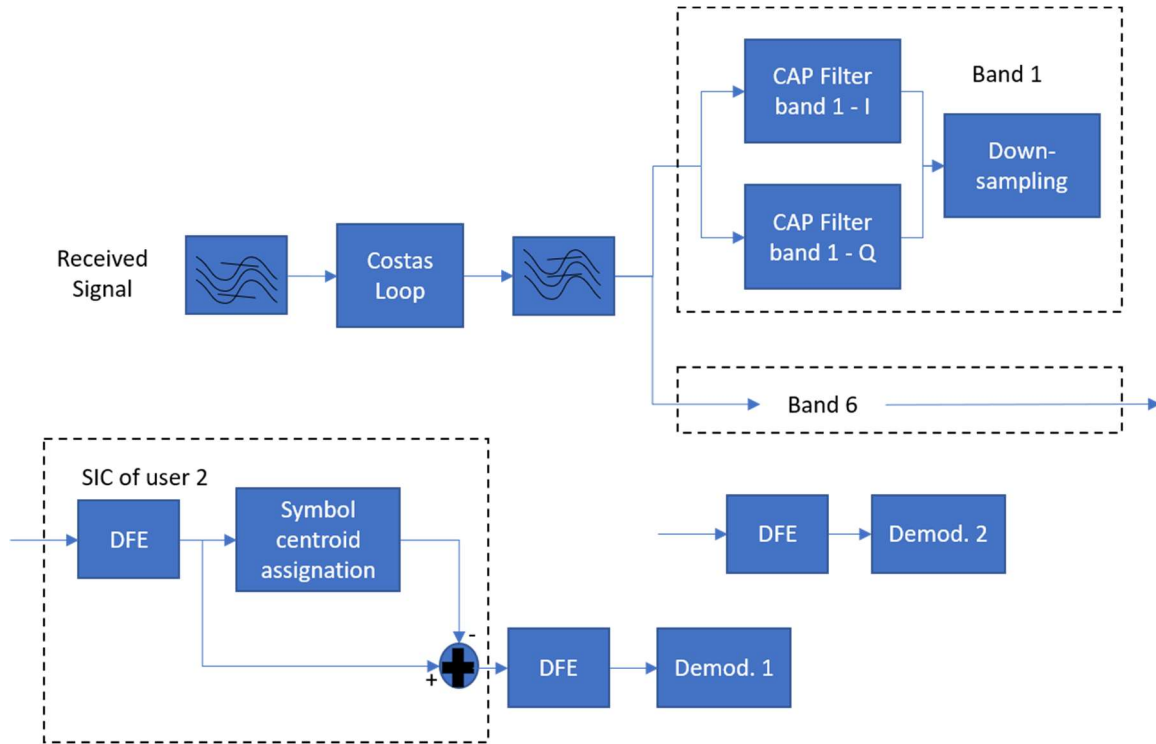 CAP Filter
band 1 - I
Band 1
Down-
sampling
CAP Filter
band 1 - Q
Received
Signal
Costas
Loop
Band 6
SIC of user 2
DFE
Symbol
centroid
assignation
-
+
DFE
Demod. 1
DFE
Demod. 2